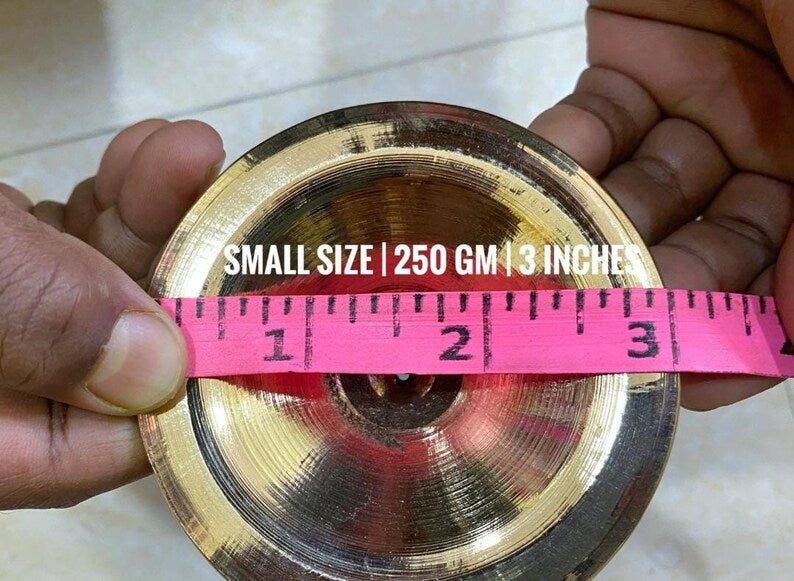 SMALL SIZE | 250 GM | 3 INCHES
1 2 3